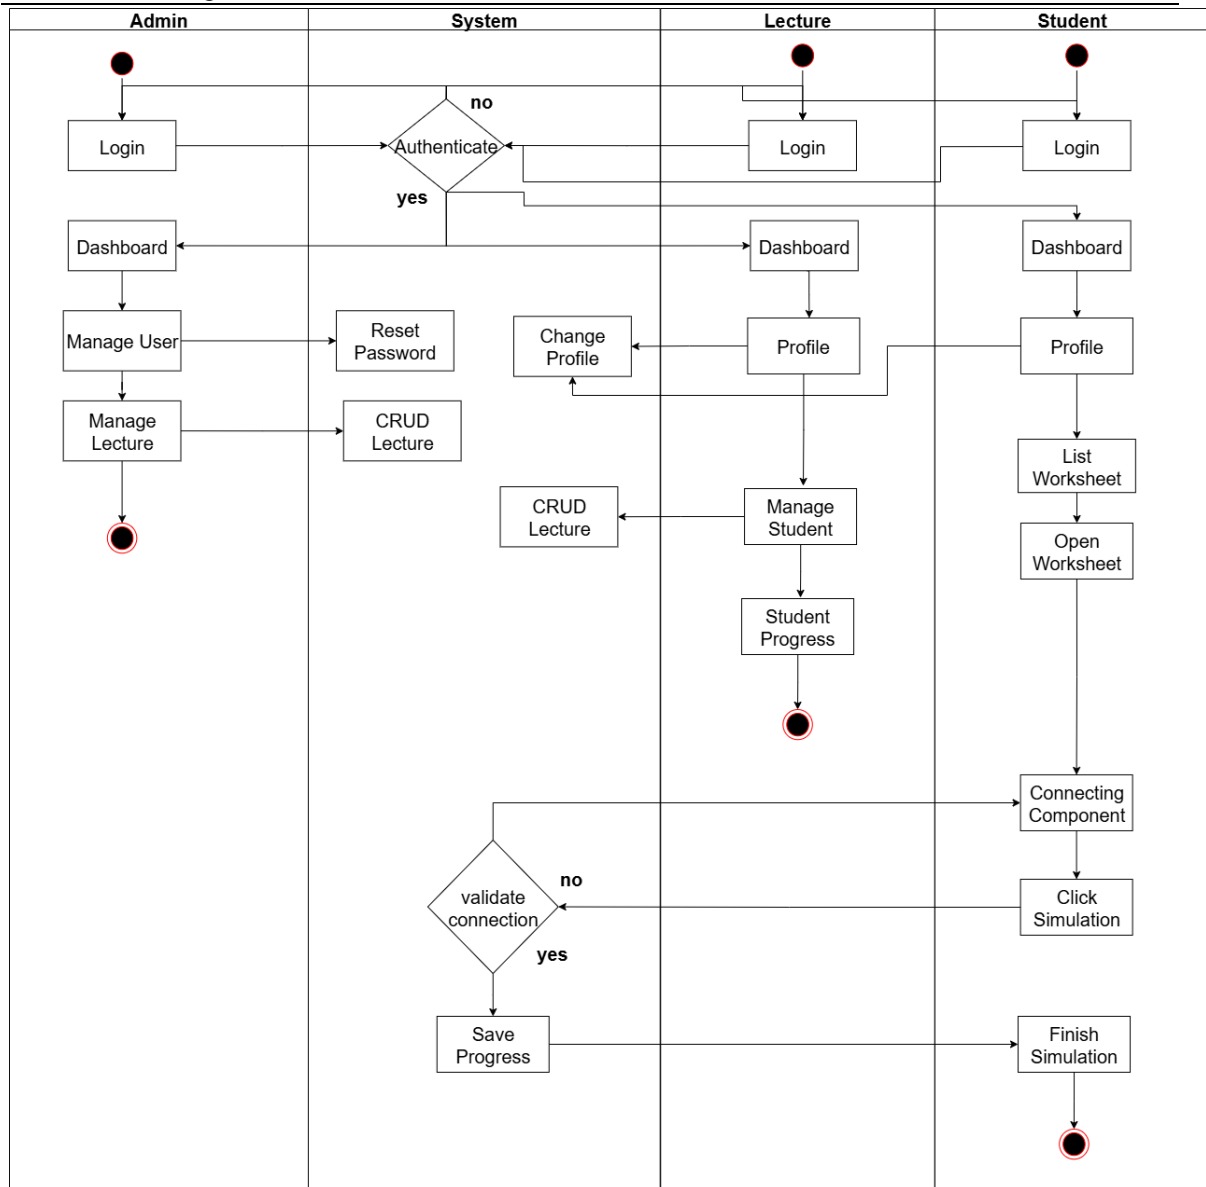 Admin
System
Lecture
Student
no
Login
Authenticate
Login
Login
yes
Dashboard
Dashboard
Dashboard
Manage User
Reset
Password
Change
Profile
Profile
Profile
Manage
Lecture
CRUD
Lecture
List
Worksheet
CRUD
Lecture
Manage
Student
Open
Worksheet
Student
Progress
Connecting
Component
no
validate
connection
Click
Simulation
yes
Save
Progress
Finish
Simulation